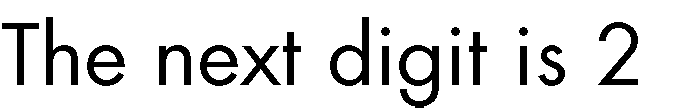 The next digit is 2